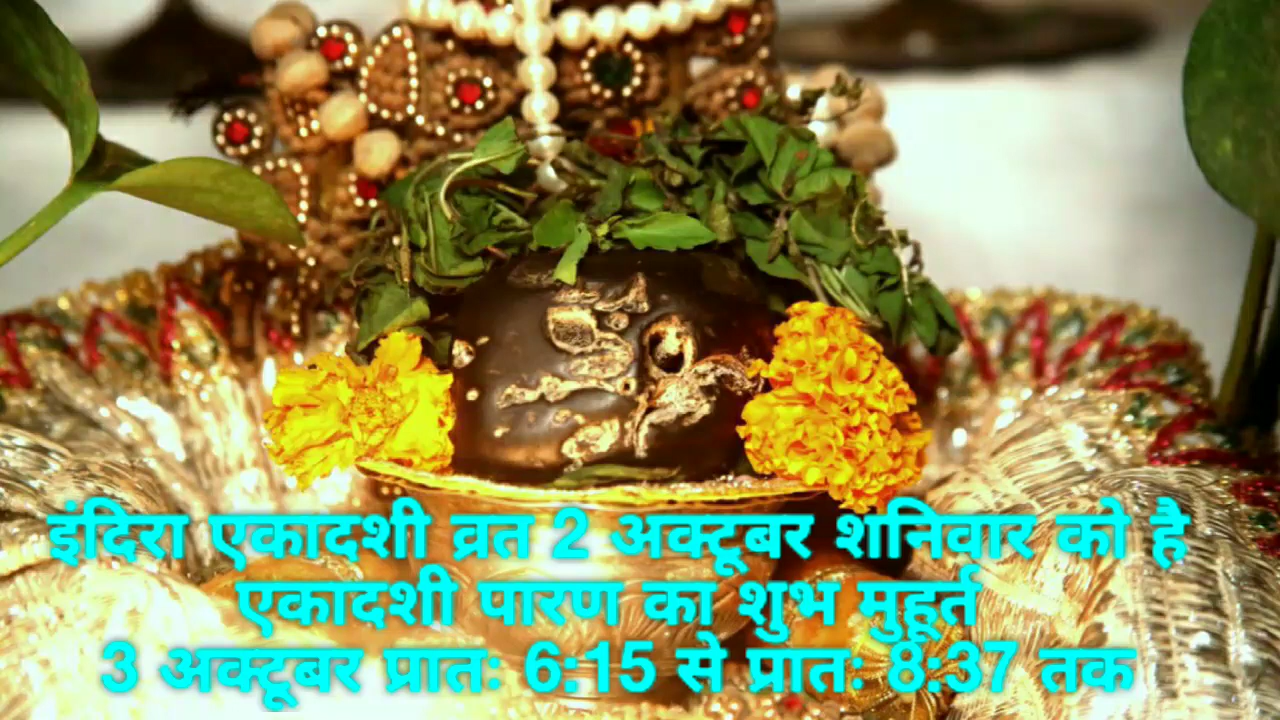 इंदिरा एकादशी व्रत 2 अक्टूबर शनिवार को है
एकादशी पारण का शुभ मुहूर्त
3 अक्टूबर प्रातः 6:15 से प्रातः 8:37 तक